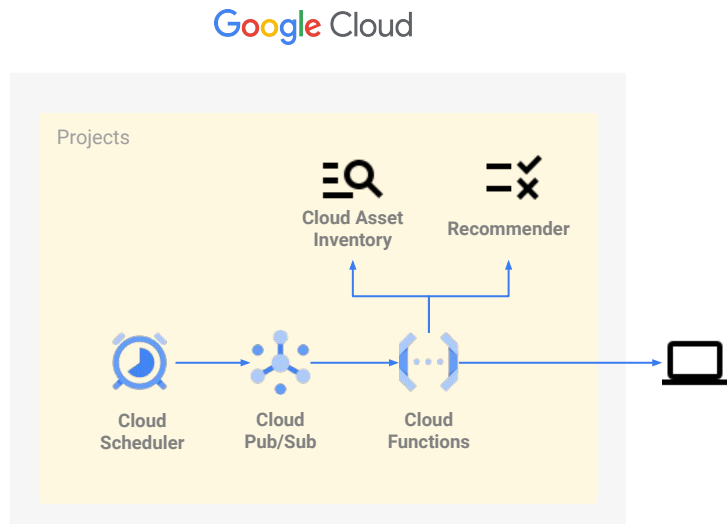 Google Cloud
Projects
Cloud Asset
Inventory
Recommender
Cloud
Scheduler
Cloud
Pub/Sub
Cloud
Functions